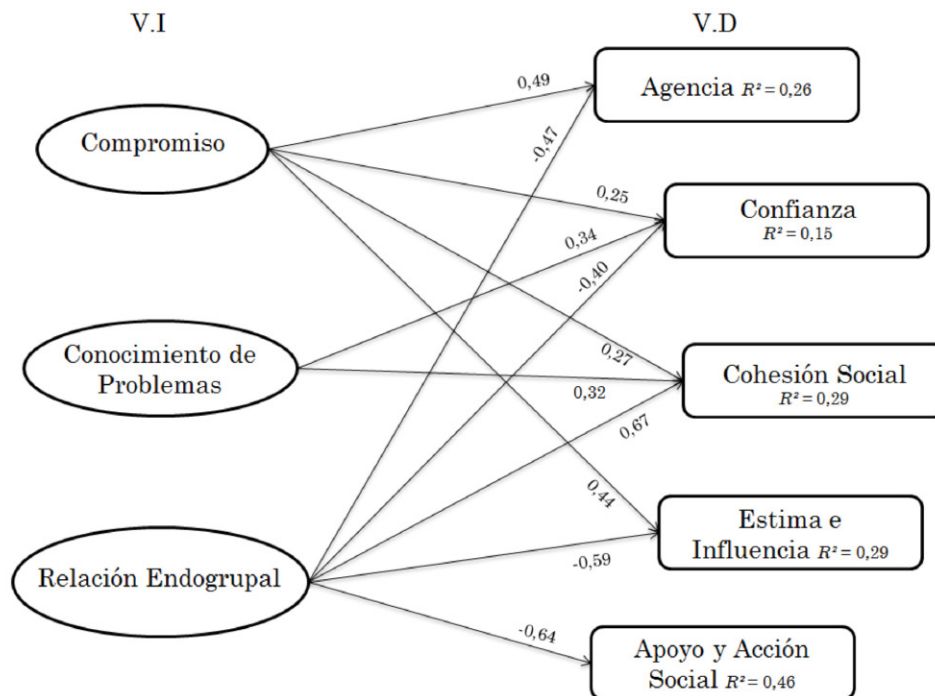 V.I
V.D
0,49
Agencia R² = 0,26
Compromiso
-0,47
0,25
Confianza
R² = 0,15
0,34
-0,40
Conocimiento de
Problemas
0,27
0,32
Cohesión Social
R² = 0,29
0,67
0,44
Estima e
Influencia R² = 0,29
-0,59
Relación Endogrupal
-0,64
Apoyo y Acción
Social R² = 0,46